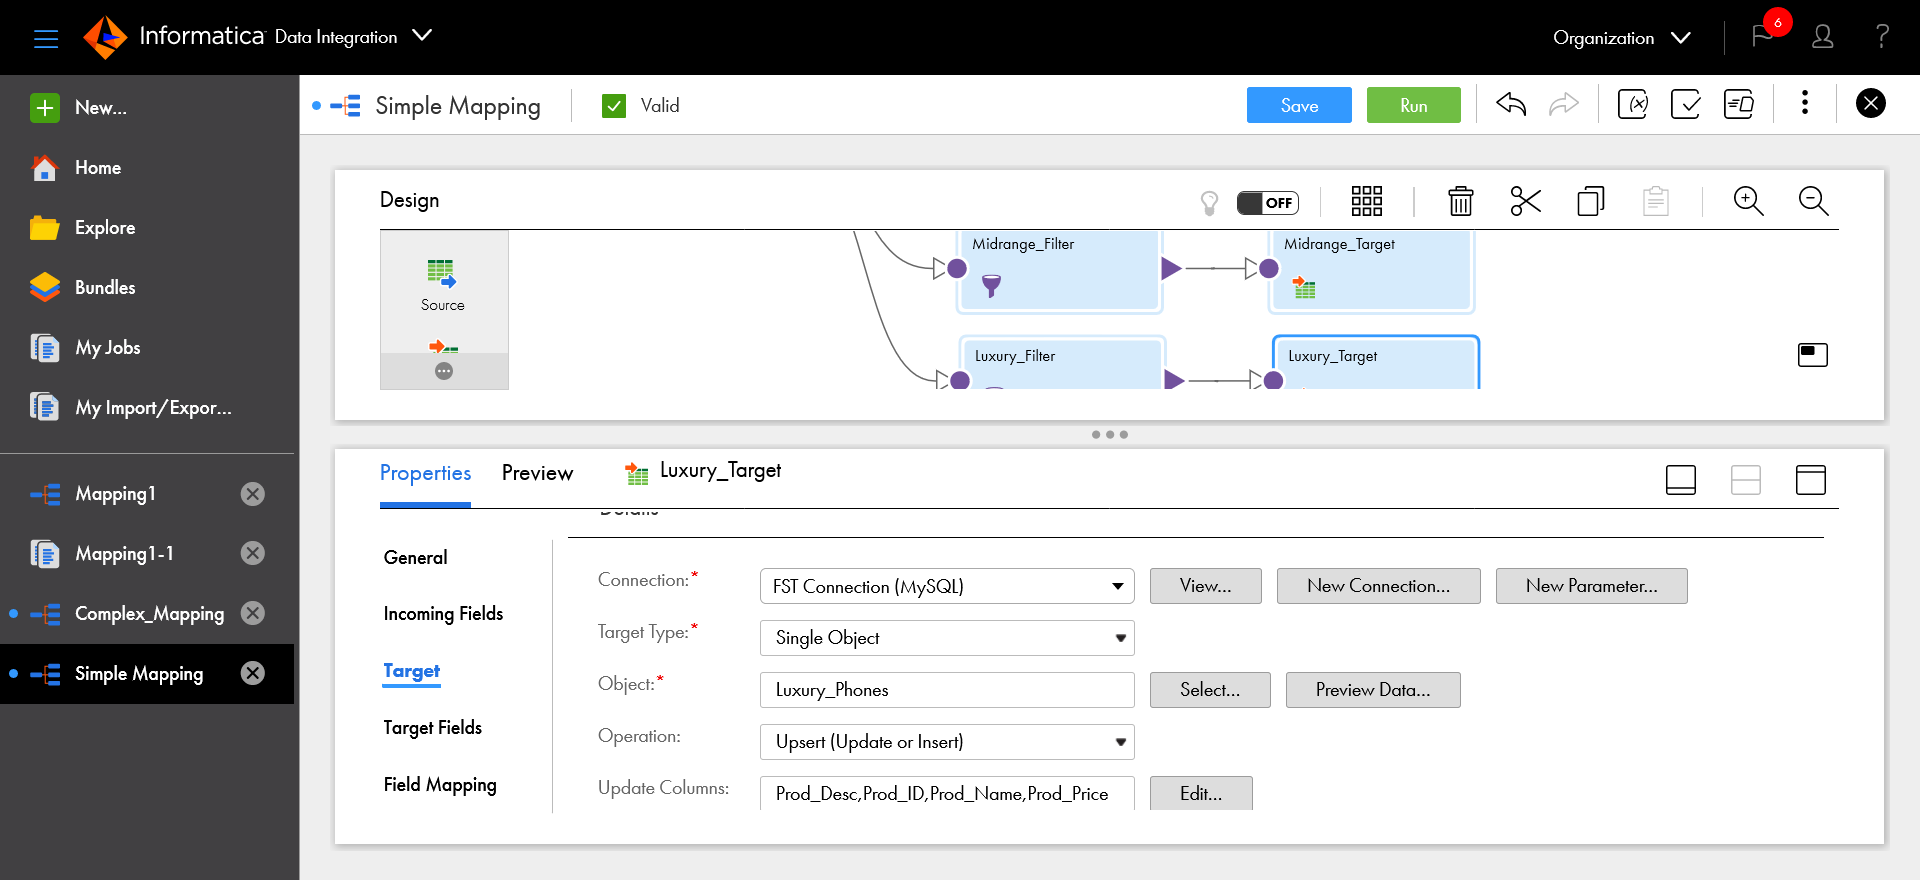 Informatica Data Integration
Organization
6
?
New...
Home
Explore
Bundles
My Jobs
My Import/Expor...
Mapping1
Mapping1-1
Complex_Mapping
Simple Mapping
Simple Mapping
Valid
Save
Run
Design
OFF
Source
Midrange_Filter
Midrange_Target
Luxury_Filter
Luxury_Target
Properties
Preview
Luxury_Target
Details
General
Incoming Fields
Target
Target Fields
Field Mapping
Connection:* FST Connection (MySQL) View... New Connection... New Parameter...
Target Type:* Single Object
Object:* Luxury_Phones Select... Preview Data...
Operation: Upsert (Update or Insert)
Update Columns: Prod_Desc,Prod_ID,Prod_Name,Prod_Price Edit...